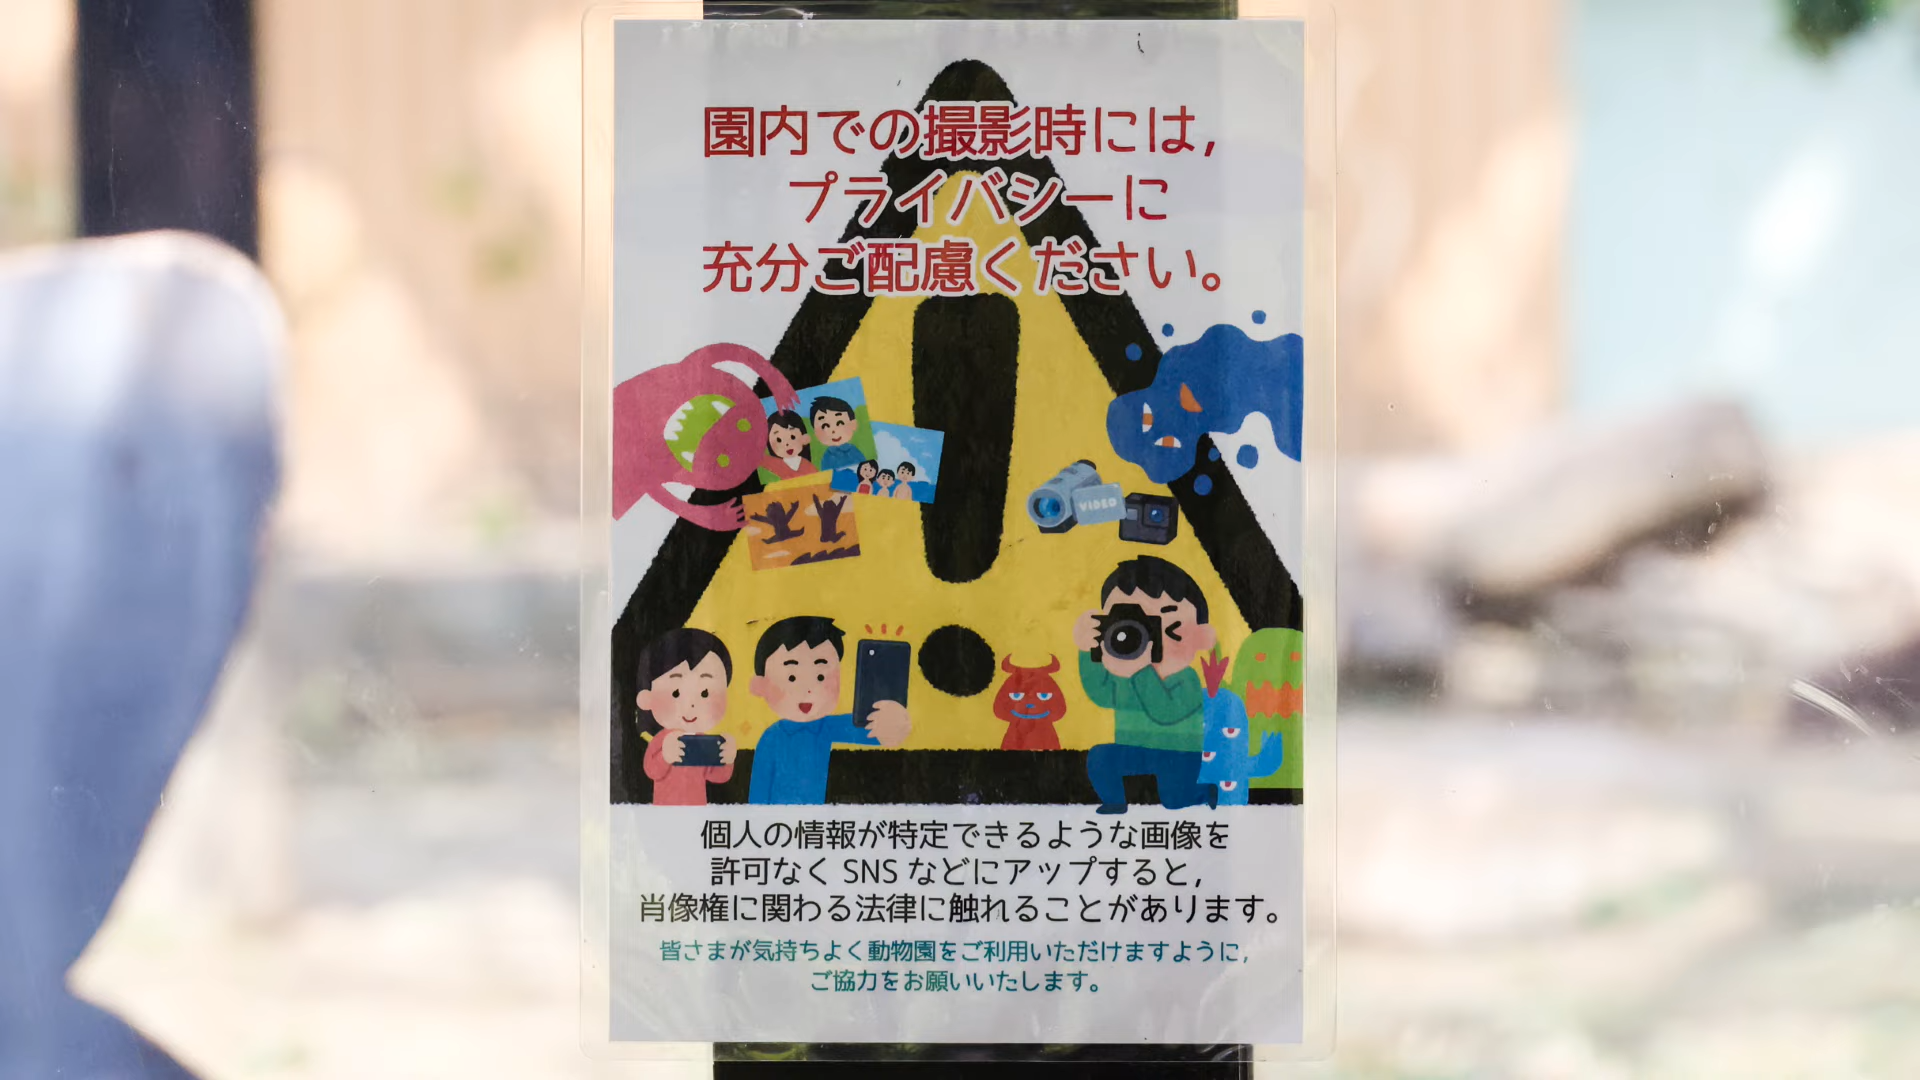 園内での撮影時には,
プライバシーに
充分ご配慮ください。
VIDEO
個人の情報が特定できるような画像を
許可なく SNS などにアップすると,
肖像権に関わる法律に触れることがあります。
皆さまが気持ちよく動物園をご利用いただけますように,
ご協力をお願いいたします。